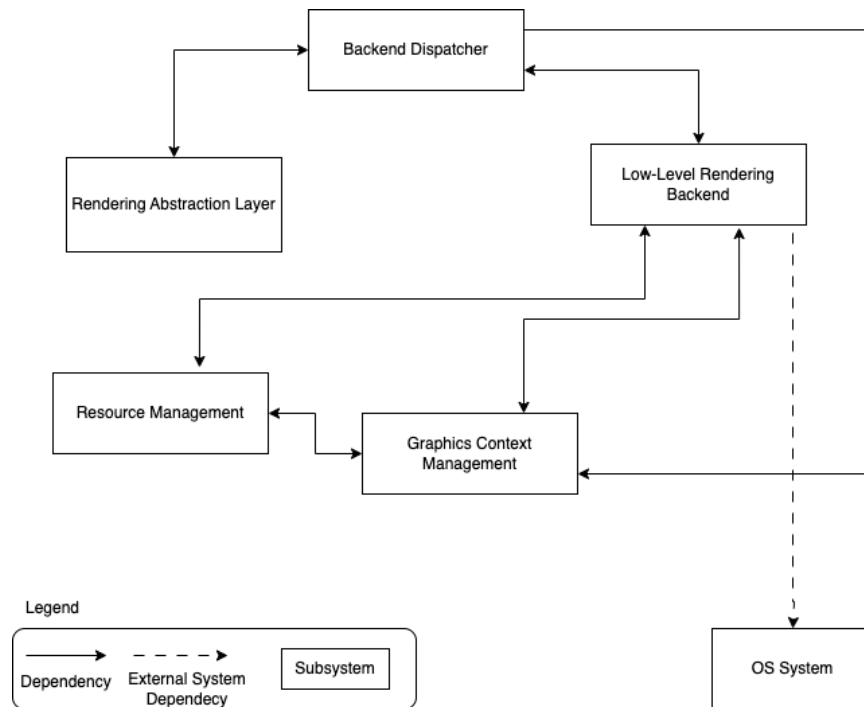 Backend Dispatcher
Low-Level Rendering
Backend
Rendering Abstraction Layer
Resource Management
Graphics Context
Management
Legend
Dependency
External System
Dependecy
Subsystem
OS System